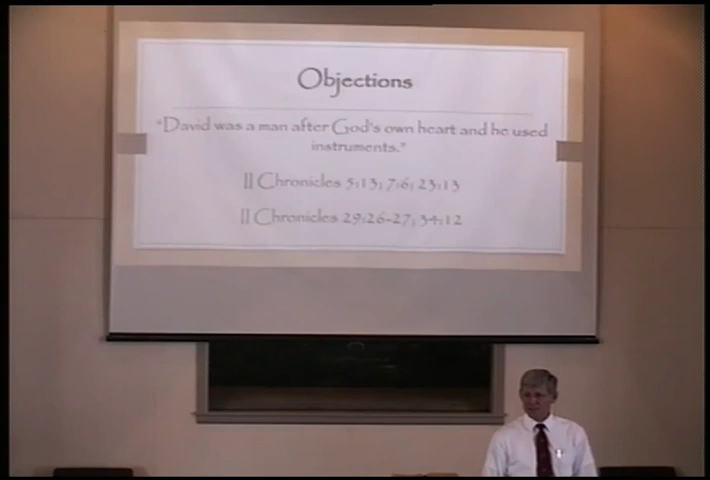 Objections
"David was a man after God's own heart and he used
instruments."
II Chronicles 5:13; 7:6; 23:13
II Chronicles 29:26-27; 34:12